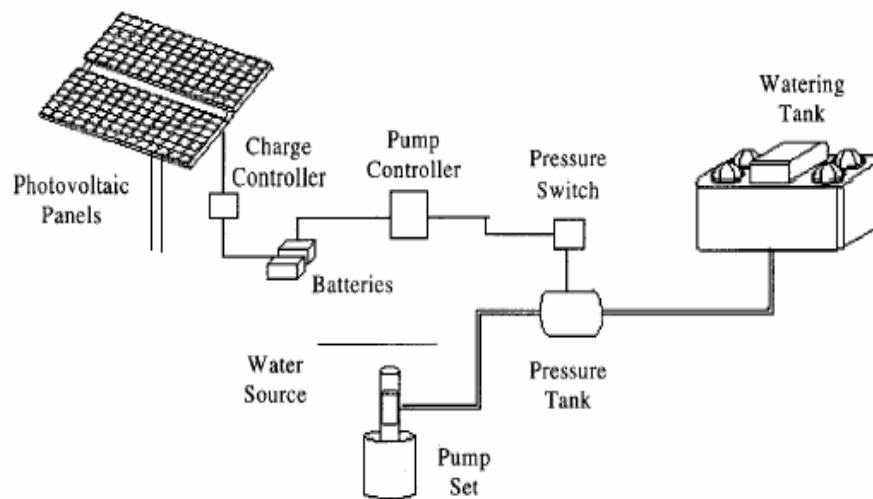 Watering
Tank
Charge
Controller
Pump
Controller
Pressure
Switch
Photovoltaic
Panels
Batteries
Water
Source
Pressure
Tank
Pump
Set